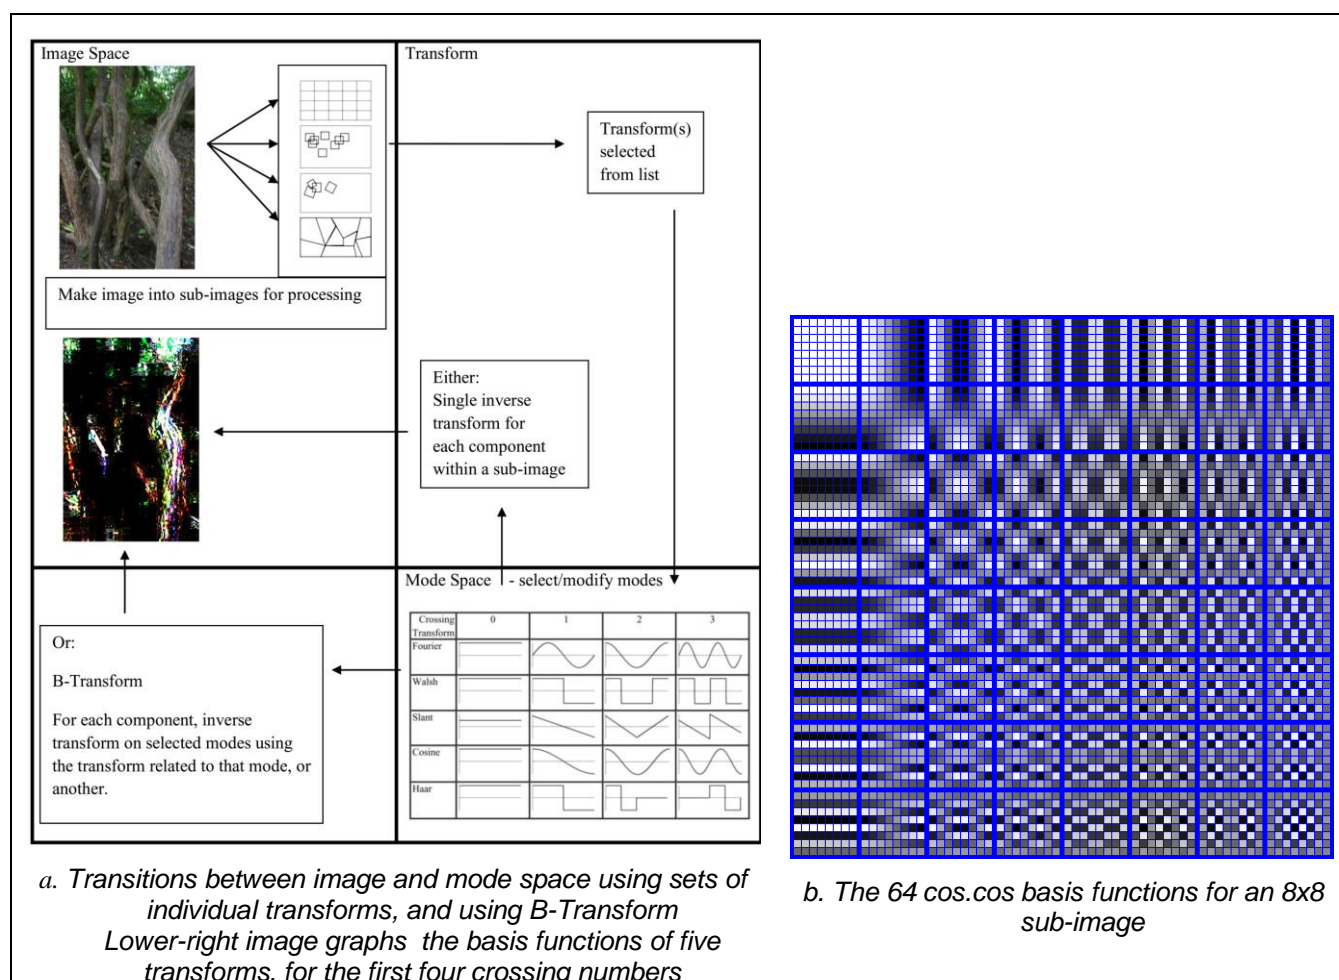 Image Space
Transform
Transform(s)
selected
from list
Make image into sub-images for processing
Either:
Single inverse
transform for
each component
within a sub-image
Mode Space - select/modify modes
Crossing 0 1 2 3
Transform
Fourier
Walsh
Slant
Cosine
Haar
Or:
B-Transform
For each component, inverse
transform on selected modes using
the transform related to that mode, or
another.
a. Transitions between image and mode space using sets of
individual transforms, and using B-Transform
Lower-right image graphs the basis functions of five
transforms, for the first four crossing numbers
b. The 64 cos.cos basis functions for an 8x8
sub-image